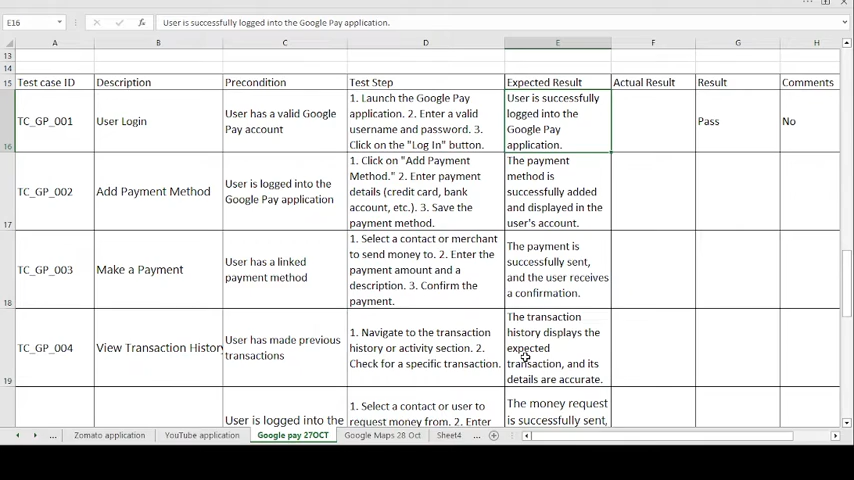 E16
fx
User is successfully logged into the Google Pay application.
A B C D E F G H
13
14
15 Test case ID Description Precondition Test Step Expected Result Actual Result Result Comments
16 TC_GP_001
User Login
User has a valid Google
Pay account
1. Launch the Google Pay
application. 2. Enter a valid
username and password. 3.
Click on the "Log In" button.
User is successfully
logged into the
Google Pay
application.
Pass
No
17 TC_GP_002
Add Payment Method
User is logged into the
Google Pay application
1. Click on "Add Payment
Method." 2. Enter payment
details (credit card, bank
account, etc.). 3. Save the
payment method.
The payment
method is
successfully added
and displayed in the
user's account.
18 TC_GP_003
Make a Payment
User has a linked
payment method
1. Select a contact or merchant
to send money to. 2. Enter the
payment amount and a
description. 3. Confirm the
payment.
The payment is
successfully sent,
and the user receives
a confirmation.
19 TC_GP_004
View Transaction History
User has made previous
transactions
1. Navigate to the transaction
history or activity section. 2.
Check for a specific transaction.
The transaction
history displays the
expected
transaction, and its
details are accurate.
User is logged into the
1. Select a contact or user to
request money from. 2. Enter
The money request
is successfully sent,
Zomato application YouTube application Google pay 27OCT Google Maps 28 Oct Sheet4 ...